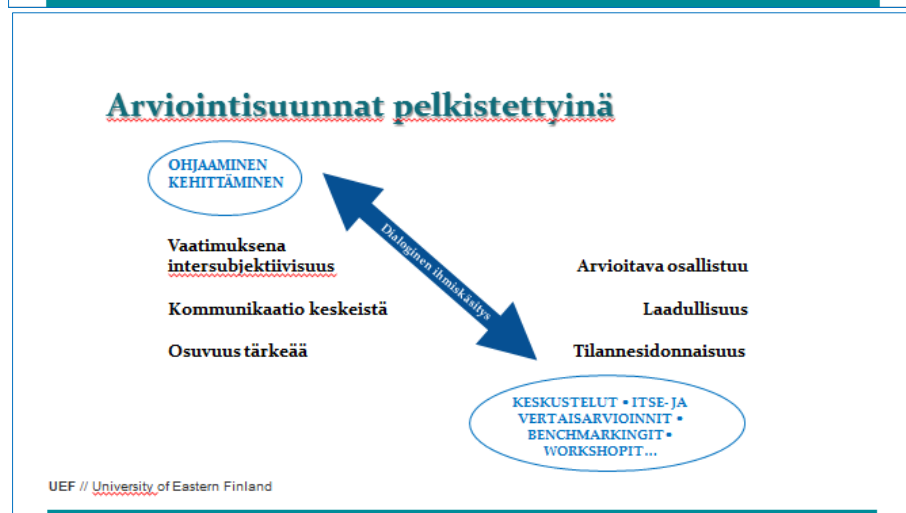 Arviointisuunnat pelkistettyinä
OHJAAMINEN
KEHITTÄMINEN
Dialoginen ihmiskäsitys
Vaatimuksena
intersubjektiivisuus
Kommunikaatio keskeistä
Osuvuus tärkeää
Arvioitava osallistuu
Laadullisuus
Tilannesidonnaisuus
KESKUSTELUT • ITSE- JA
VERTAISARVIOINNIT •
BENCHMARKINGIT •
WORKSHOPIT...
UEF // University of Eastern Finland